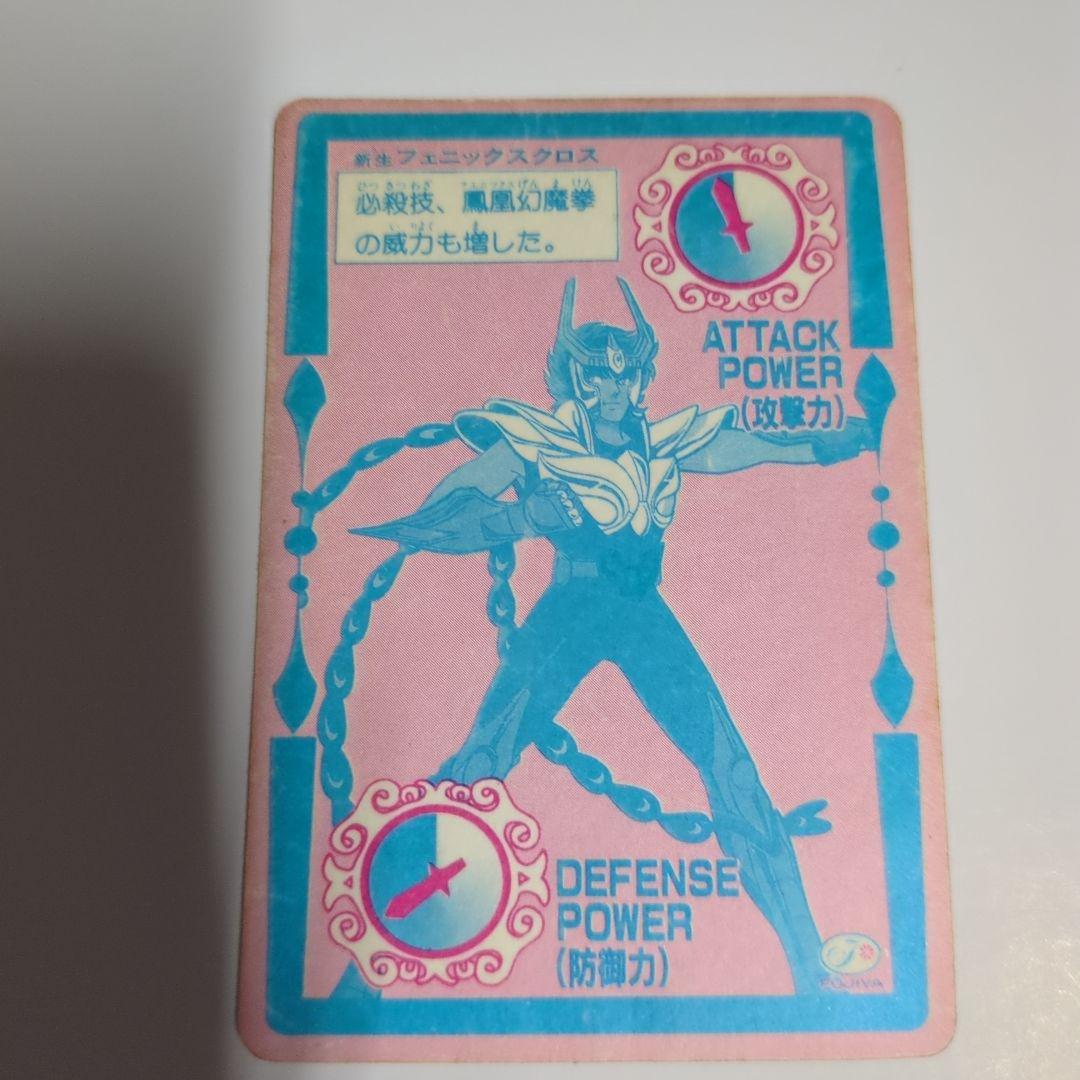 新生フェニックスクロス
必殺技、鳳凰幻魔拳
の威力も増した。
ATTACK
POWER
(攻撃力)
DEFENSE
POWER
(防御力)
FUJIYA